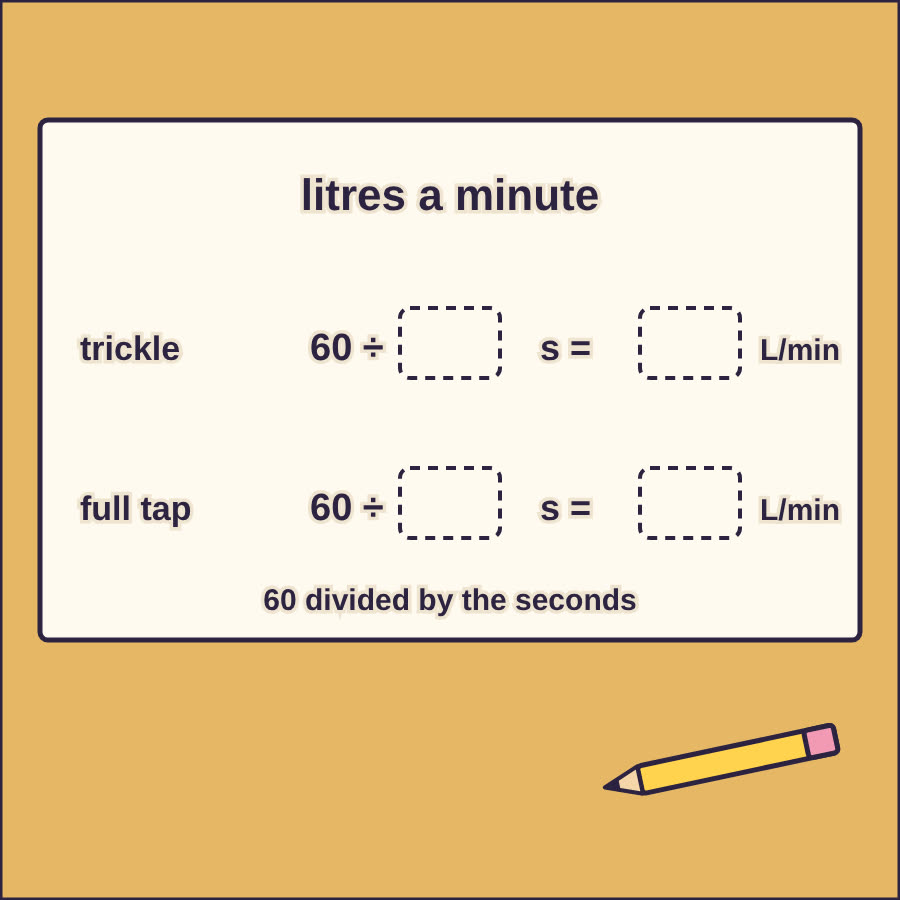 litres a minute
trickle 60 ÷ s = L/min
full tap 60 ÷ s = L/min
60 divided by the seconds